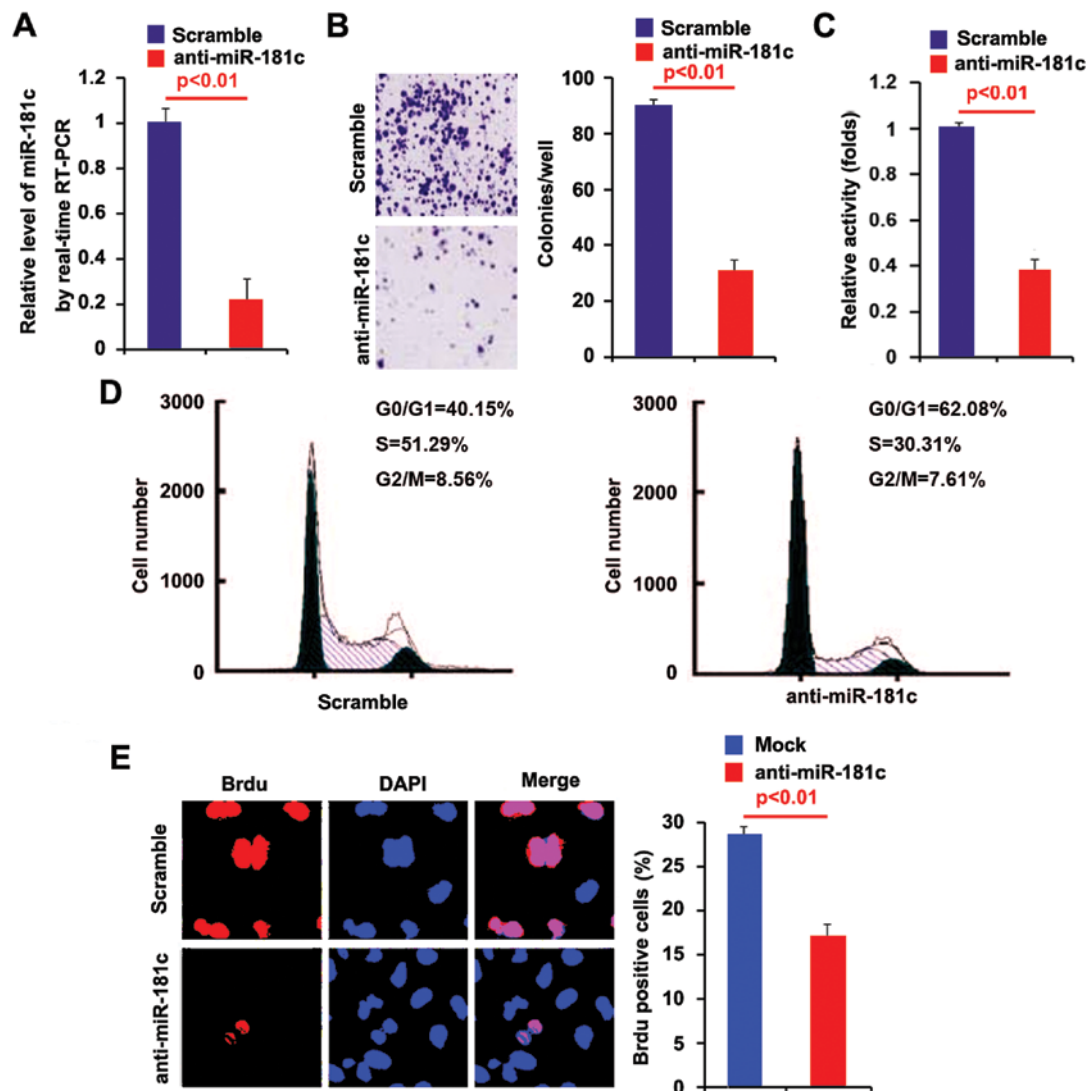 A
Scramble
anti-miR-181c
p<0.01
Relative level of miR-181c
by real-time RT-PCR
1.2
1
0.8
0.6
0.4
0.2
0
B
Scramble
anti-miR-181c
Scramble
anti-miR-181c
p<0.01
Colonies/well
100
80
60
40
20
0
C
Scramble
anti-miR-181c
p<0.01
Relative activity (folds)
1.2
1
0.8
0.6
0.4
0.2
0
D
Cell number
3000
2000
1000
0
G0/G1=40.15%
S=51.29%
G2/M=8.56%
Scramble
Cell number
3000
2000
1000
0
G0/G1=62.08%
S=30.31%
G2/M=7.61%
anti-miR-181c
E
Brdu
DAPI
Merge
Scramble
anti-miR-181c
Mock
anti-miR-181c
p<0.01
Brdu positive cells (%)
30
25
20
15
10
5
0